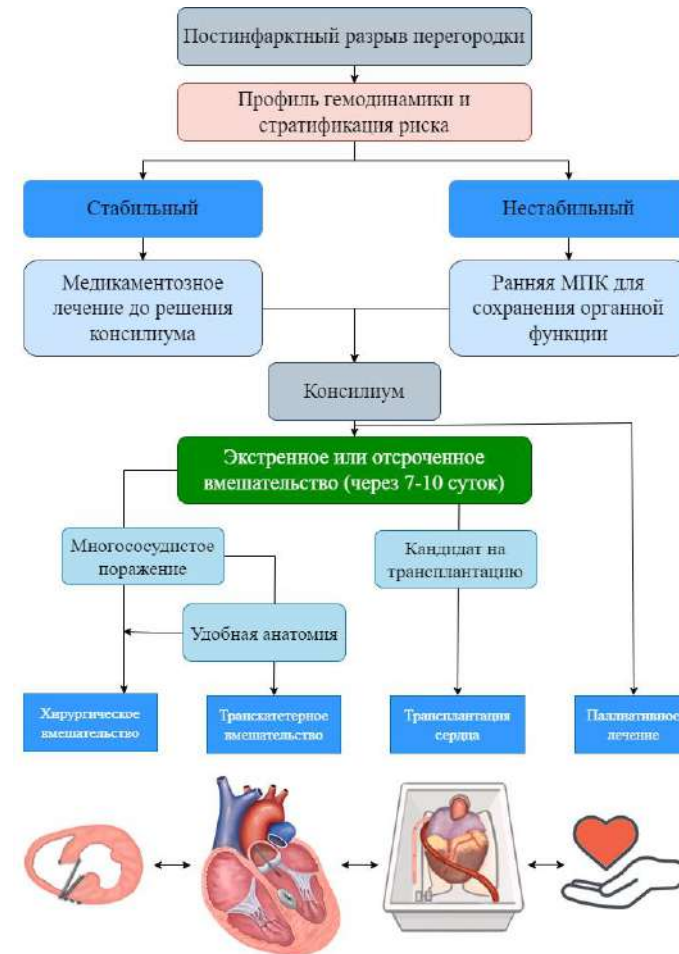 Постинфарктный разрыв перегородки
Профиль гемодинамики и
стратификация риска
Стабильный
Нестабильный
Медикаментозное
лечение до решения
консилиума
Ранняя МПК для
сохранения органной
функции
Консилиум
Экстренное или отсроченное
вмешательство (через 7-10 суток)
Многососудистое
поражение
Кандидат на
трансплантацию
Удобная анатомия
Хирургическое
вмешательство
Транскатетерное
вмешательство
Трансплантация
сердца
Паллиативное
лечение